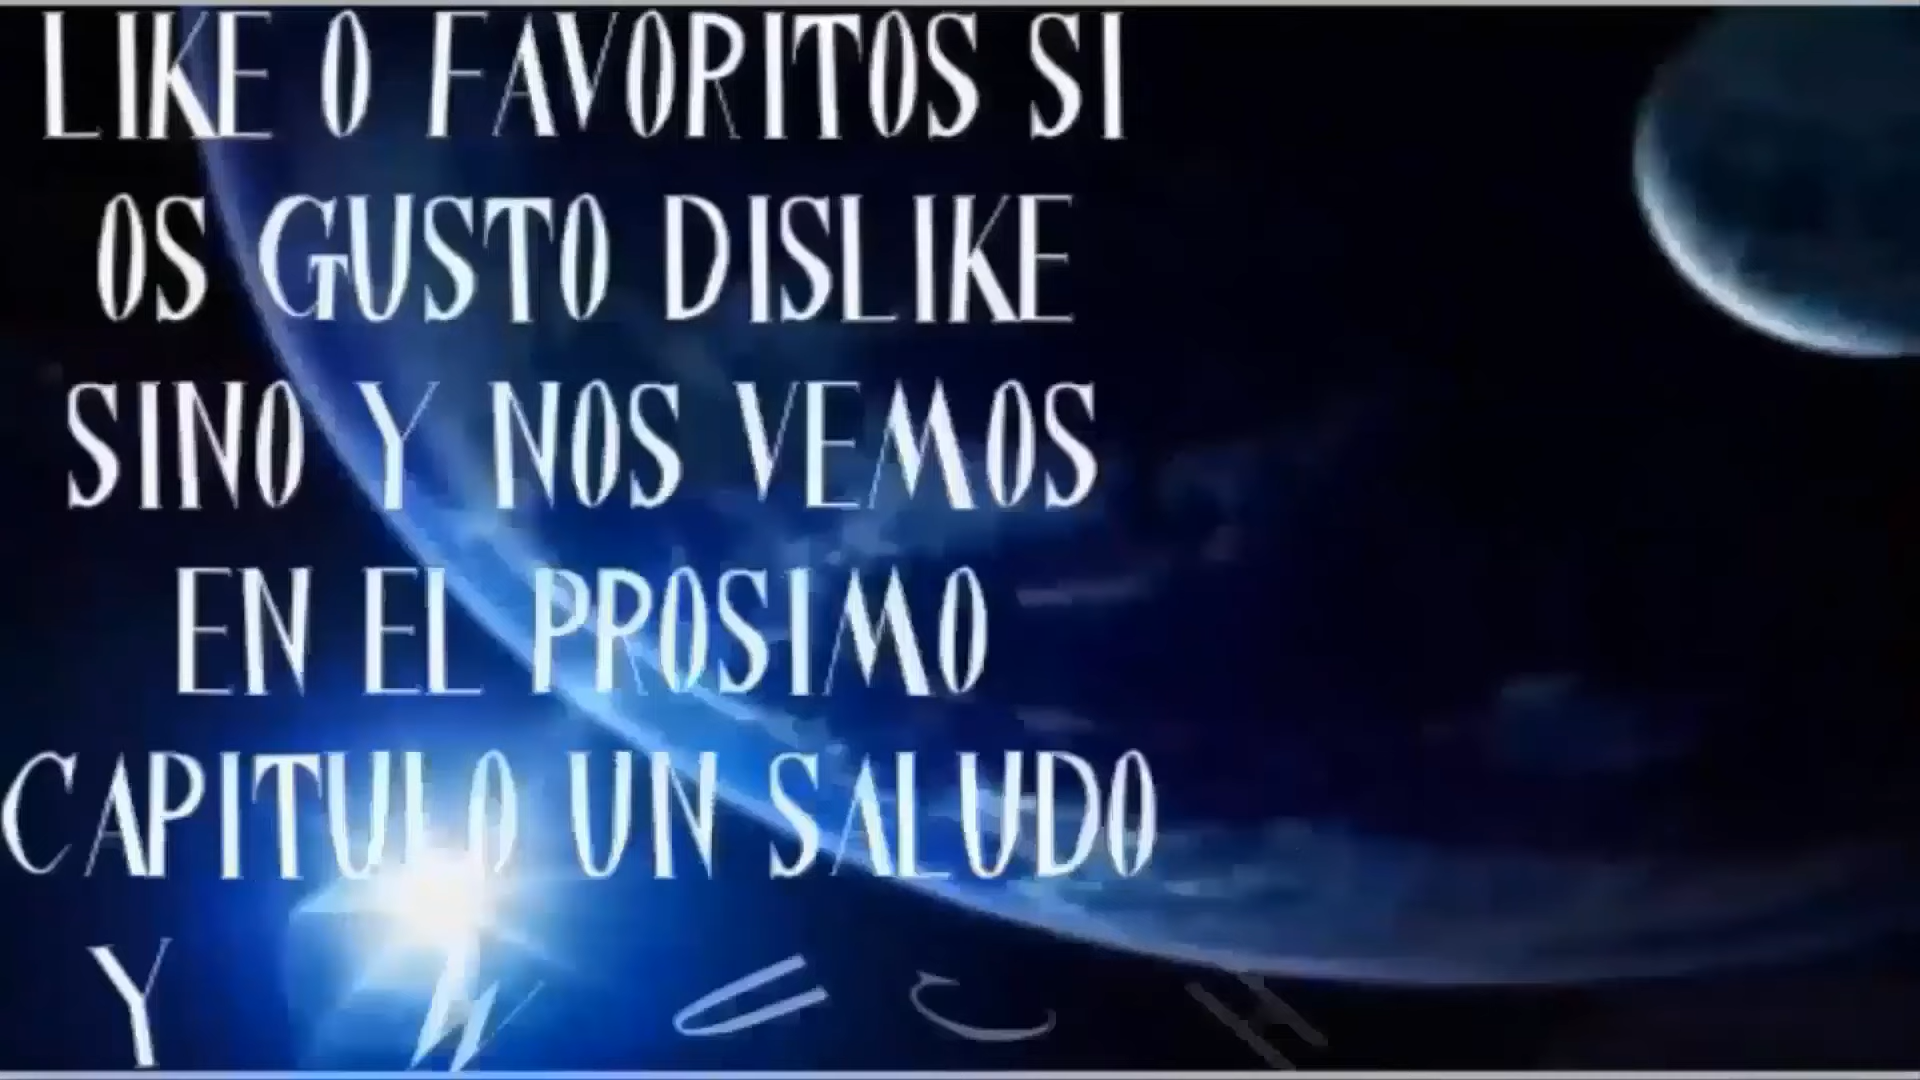 LIKE O FAVORITOS SI
OS GUSTO DISLIKE
SINO Y NOS VEMOS
EN EL PROSIMO
CAPITULO UN SALUDO
Y